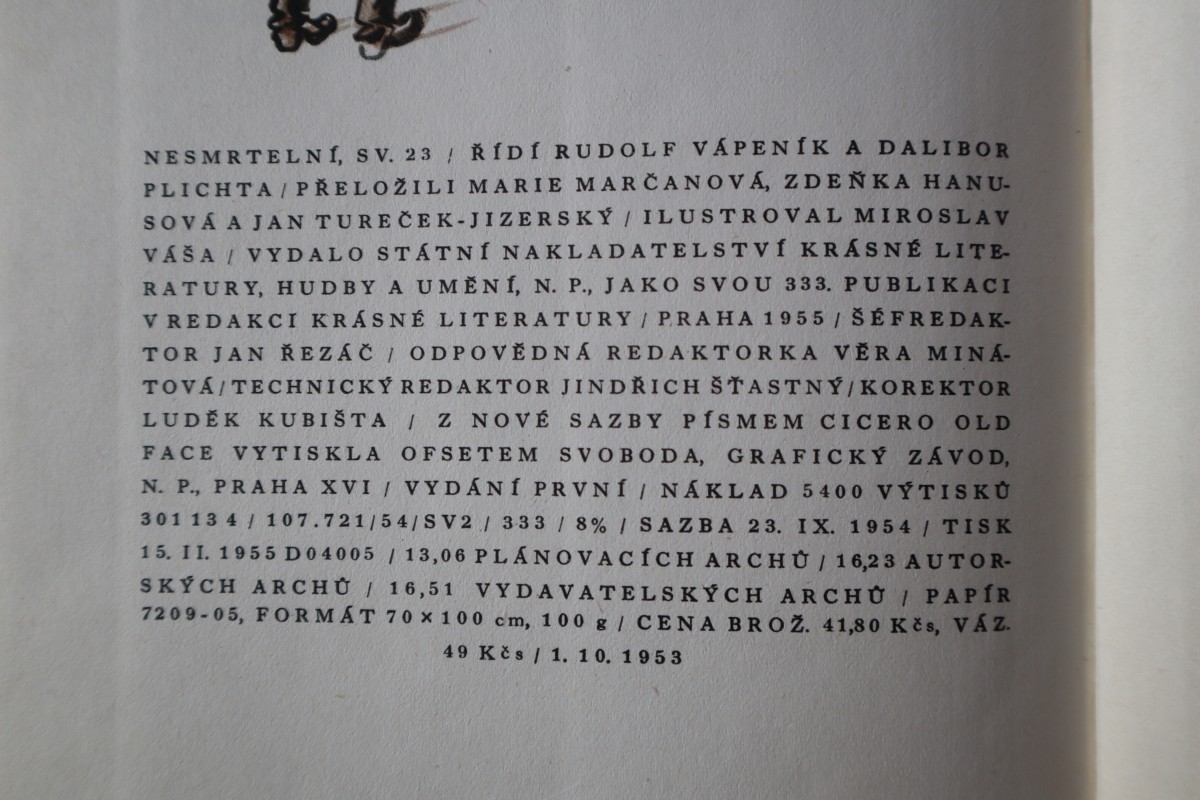 NESMRTELNÍ, SV. 23 / ŘÍDÍ RUDOLF VÁPENÍK A DALIBOR
PLICHTA / PŘELOŽILI MARIE MARČANOVÁ, ZDEŇKA HANU-
SOVÁ A JAN TUREČEK-JIZERSKÝ / ILUSTROVAL MIROSLAV
VÁŠA / VYDALO STÁTNÍ NAKLADATELSTVÍ KRÁSNÉ LITE-
RATURY, HUDBY A UMĚNÍ, N. P., JAKO SVOU 333. PUBLIKACI
V REDAKCI KRÁSNÉ LITERATURY / PRAHA 1955 / ŠÉFREDAK-
TOR JAN ŘEZÁČ / ODPOVĚDNÁ REDAKTORKA VĚRA MINÁ-
TOVÁ / TECHNICKÝ REDAKTOR JINDŘICH ŠŤASTNÝ / KOREKTOR
LUDĚK KUBIŠTA / Z NOVÉ SAZBY PÍSMEM CICERO OLD
FACE VYTISKLA OFSETEM SVOBODA, GRAFICKÝ ZÁVOD,
N. P., PRAHA XVI / VYDÁNÍ PRVNÍ / NÁKLAD 5400 VÝTISKŮ
301 13 4 / 107.721/54/SV2 / 333 / 8% / SAZBA 23. IX. 1954 / TISK
15. II. 1955 D04005 / 13,06 PLÁNOVACÍCH ARCHŮ / 16,23 AUTOR-
SKÝCH ARCHŮ / 16,51 VYDAVATELSKÝCH ARCHŮ / PAPÍR
7209-05, FORMÁT 70 × 100 cm, 100 g / CENA BROŽ. 41,80 Kčs, VÁZ.
49 Kčs / 1. 10. 1953